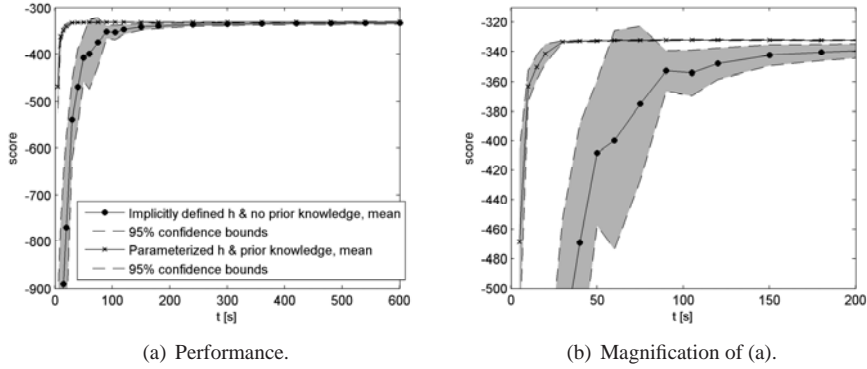 -300
-400
-500
-600
-700
-800
-900
score
0
100
200
300
400
500
600
t [s]
Implicitly defined h & no prior knowledge, mean
95% confidence bounds
Parameterized h & prior knowledge, mean
95% confidence bounds
(a) Performance.
-320
-340
-360
-380
-400
-420
-440
-460
-480
-500
score
0
50
100
150
200
t [s]
(b) Magnification of (a).